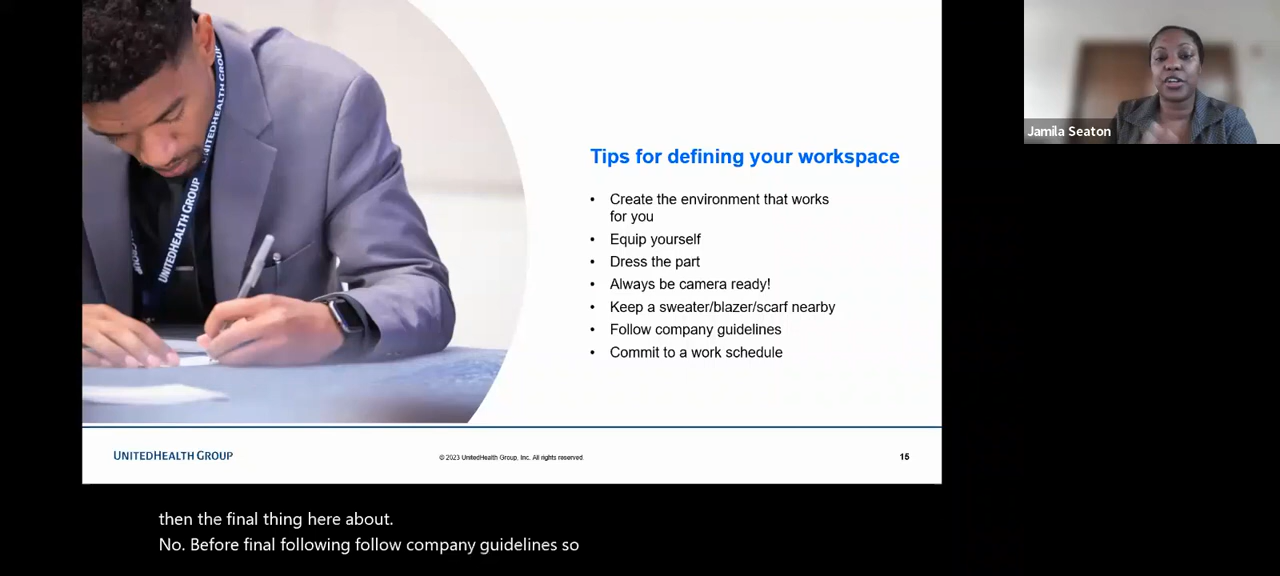 UNITEDHEALTH GROUP
UNITEDHEALTH GROUP
Jamila Seaton
Tips for defining your workspace
• Create the environment that works
for you
• Equip yourself
• Dress the part
• Always be camera ready!
• Keep a sweater/blazer/scarf nearby
• Follow company guidelines
• Commit to a work schedule
UNITEDHEALTH GROUP
© 2023 UnitedHealth Group, Inc. All rights reserved.
15
then the final thing here about.
No. Before final following follow company guidelines so